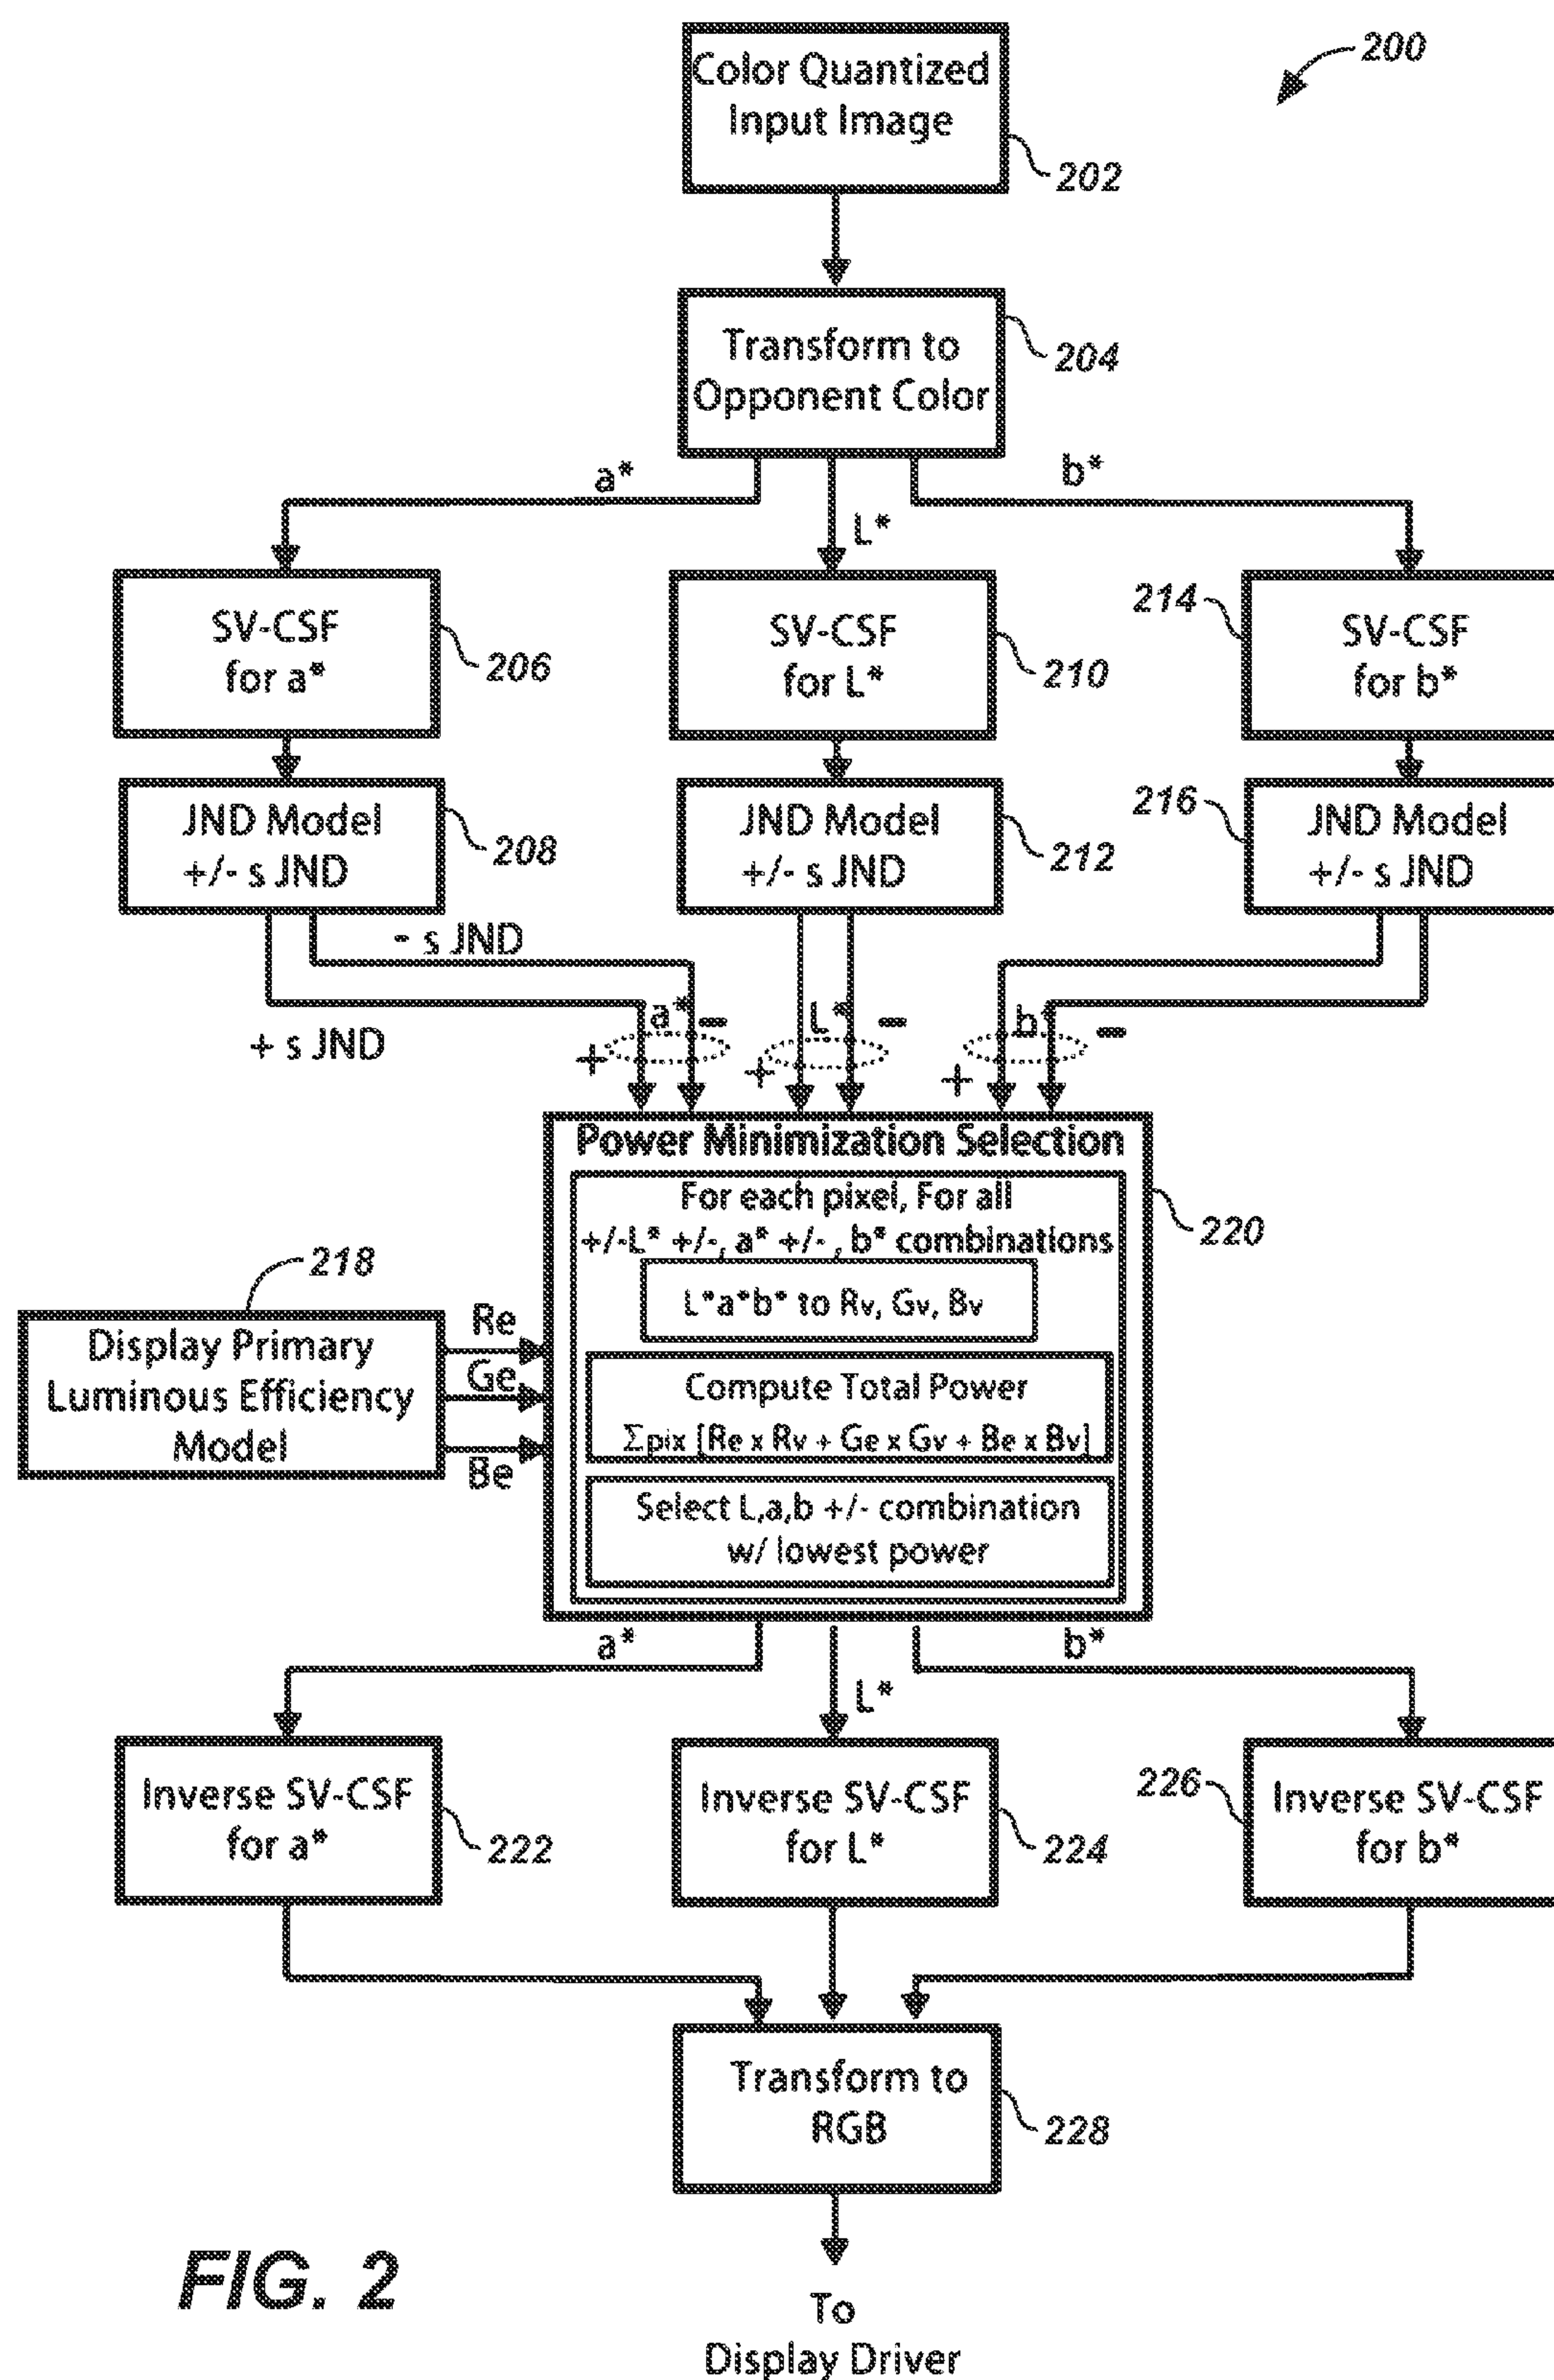 200
Color Quantized
Input Image
202
Transform to
Opponent Color
204
a*
L*
b*
SV-CSF
for a*
206
SV-CSF
for L*
210
214
SV-CSF
for b*
JND Model
+/- s JND
208
JND Model
+/- s JND
212
216
JND Model
+/- s JND
- s JND
+ s JND
+ a* -
+ L* -
+ b* -
Power Minimization Selection
For each pixel, For all
+/-L* +/-, a* +/- , b* combinations
220
L*a*b* to Rv, Gv, Bv
218
Display Primary
Luminous Efficiency
Model
Re
Ge
Be
Compute Total Power
Σpix [Re x Rv + Ge x Gv + Be x Bv]
Select L,a,b +/- combination
w/ lowest power
a*
L*
b*
Inverse SV-CSF
for a*
222
Inverse SV-CSF
for L*
224
226
Inverse SV-CSF
for b*
Transform to
RGB
228
FIG. 2
To
Display Driver